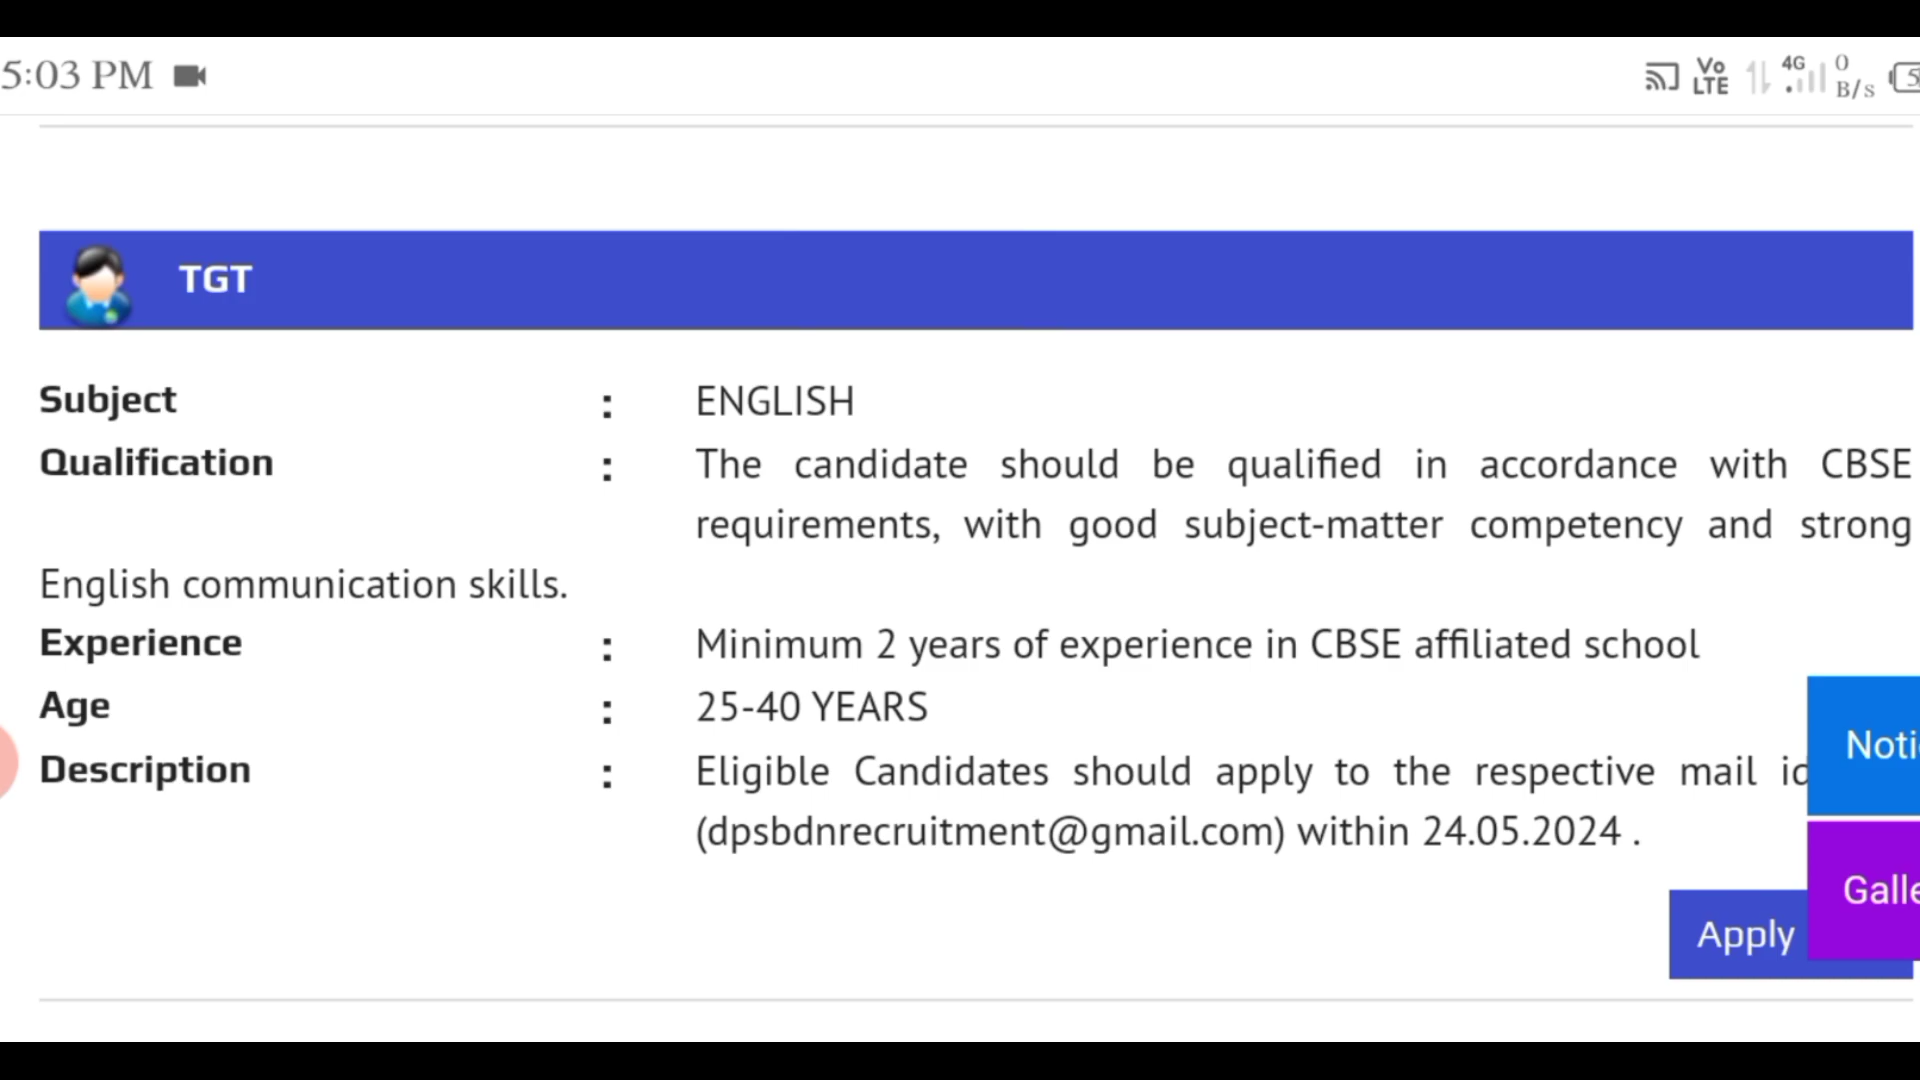 5:03 PM
Vo LTE 4G 0 B/s
TGT
Subject : ENGLISH
Qualification : The candidate should be qualified in accordance with CBSE
requirements, with good subject-matter competency and strong
English communication skills.
Experience : Minimum 2 years of experience in CBSE affiliated school
Age : 25-40 YEARS
Description : Eligible Candidates should apply to the respective mail id
(dpsbdnrecruitment@gmail.com) within 24.05.2024 .
Apply